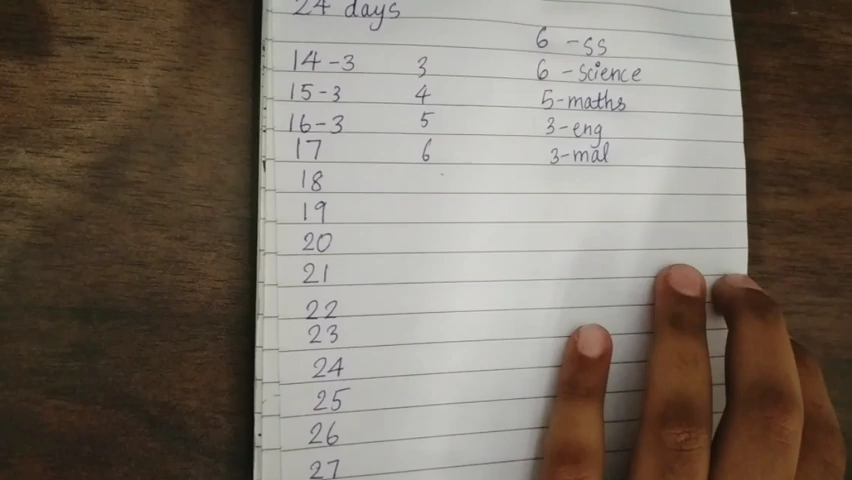 24 days
6 - SS
14-3 3 6 - Science
15-3 4 5-maths
16-3 5 3-eng
17 6 3-mal
18
19
20
21
22
23
24
25
26
27